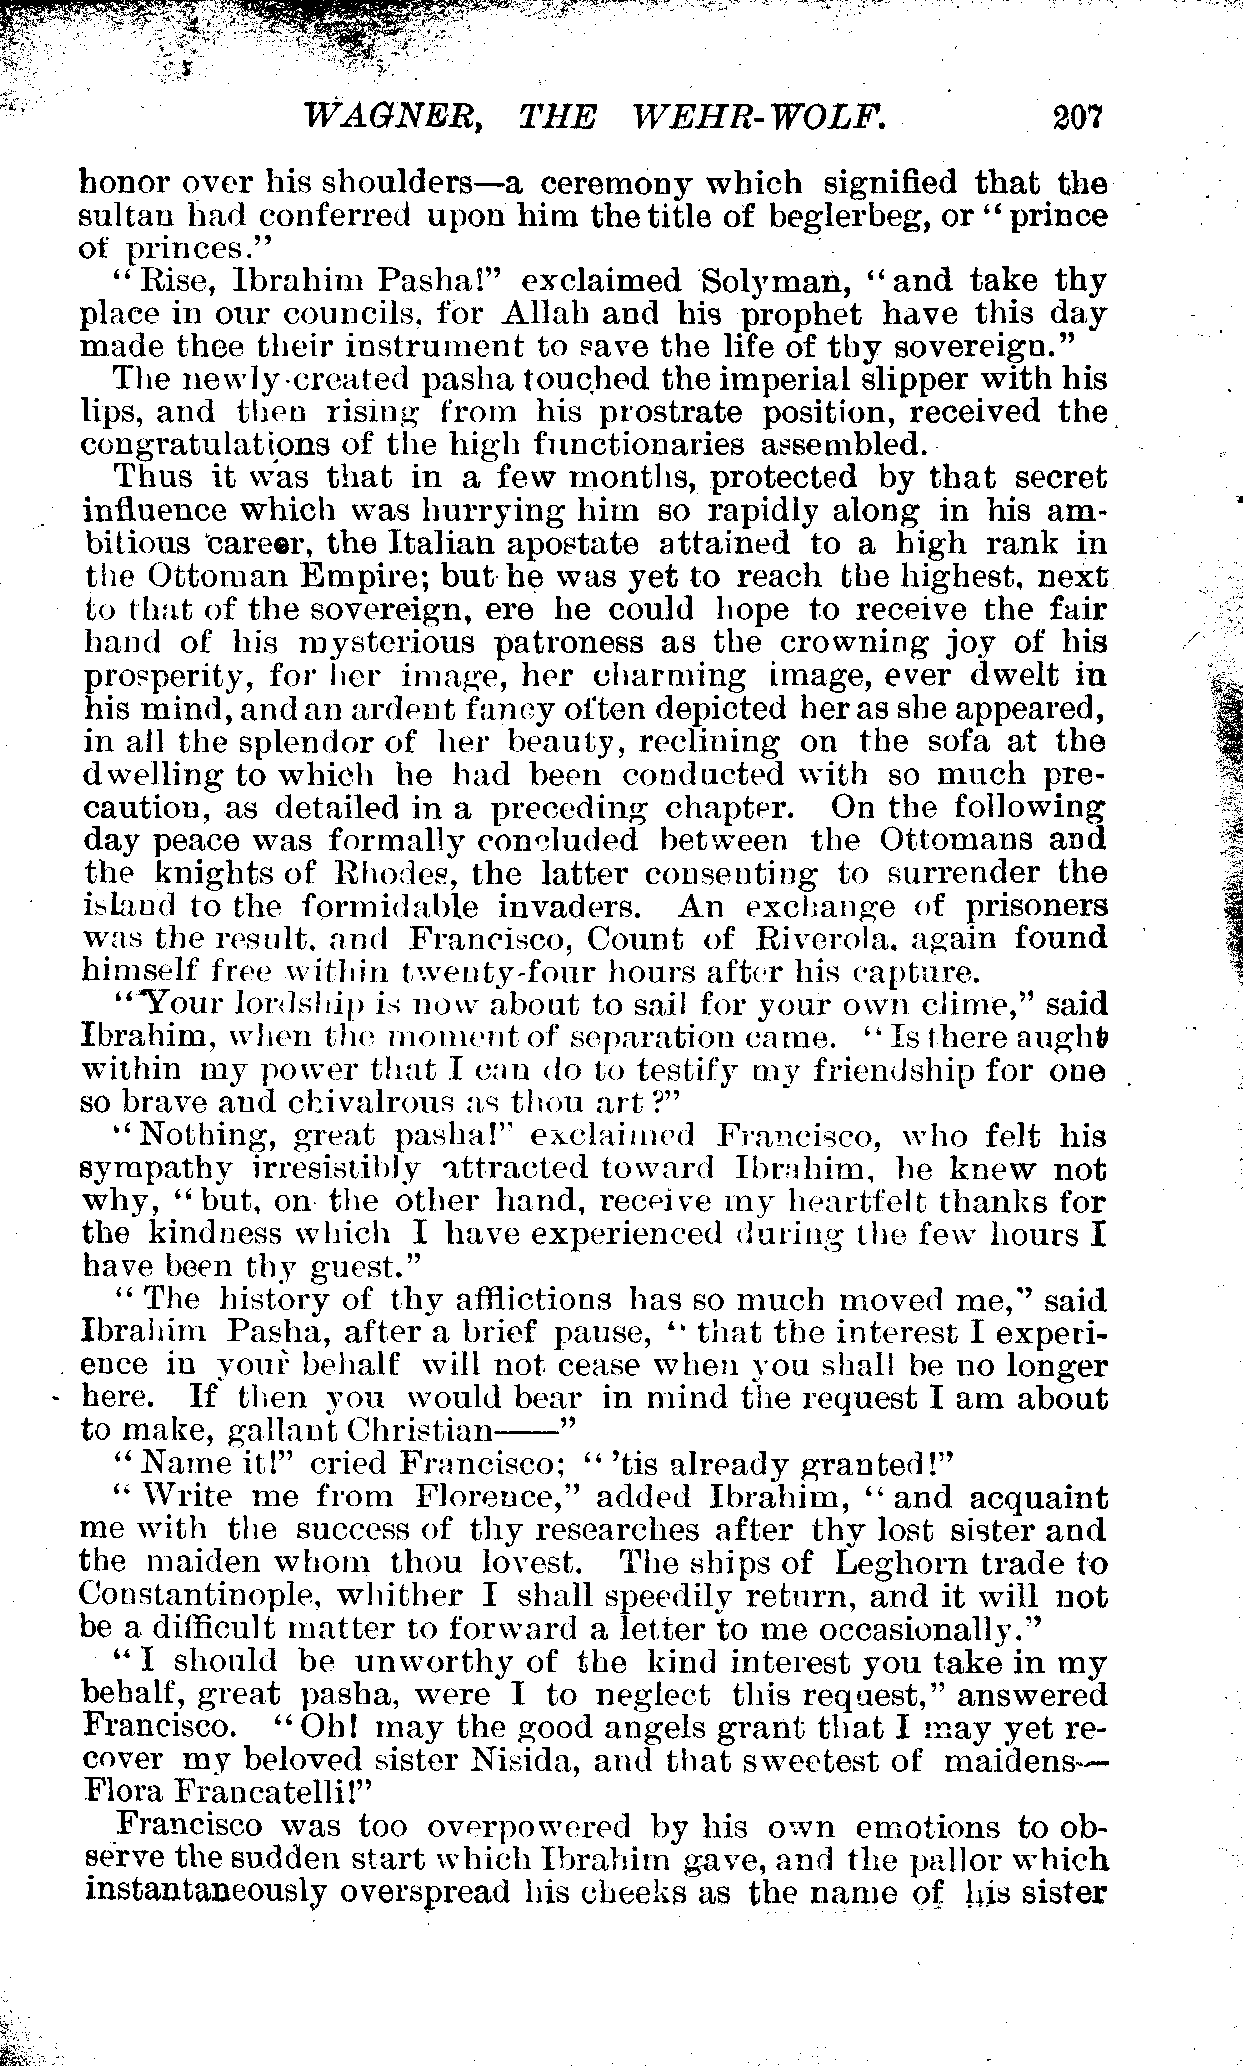 WAGNER, THE WEHR-WOLF. 207
honor over his shoulders—a ceremony which signified that the
sultan had conferred upon him the title of beglerbeg, or "prince
of princes."
"Rise, Ibrahim Pasha!" exclaimed Solyman, "and take thy
place in our councils, for Allah and his prophet have this day
made thee their instrument to save the life of thy sovereign."
The newly-created pasha touched the imperial slipper with his
lips, and then rising from his prostrate position, received the
congratulations of the high functionaries assembled.
Thus it was that in a few months, protected by that secret
influence which was hurrying him so rapidly along in his am-
bitious career, the Italian apostate attained to a high rank in
the Ottoman Empire; but he was yet to reach the highest, next
to that of the sovereign, ere he could hope to receive the fair
hand of his mysterious patroness as the crowning joy of his
prosperity, for her image, her charming image, ever dwelt in
his mind, and an ardent fancy often depicted her as she appeared,
in all the splendor of her beauty, reclining on the sofa at the
dwelling to which he had been conducted with so much pre-
caution, as detailed in a preceding chapter. On the following
day peace was formally concluded between the Ottomans and
the knights of Rhodes, the latter consenting to surrender the
island to the formidable invaders. An exchange of prisoners
was the result, and Francisco, Count of Riverola, again found
himself free within twenty-four hours after his capture.
"Your lordship is now about to sail for your own clime," said
Ibrahim, when the moment of separation came. "Is there aught
within my power that I can do to testify my friendship for one
so brave and chivalrous as thou art?"
"Nothing, great pasha!" exclaimed Francisco, who felt his
sympathy irresistibly attracted toward Ibrahim, he knew not
why, "but, on the other hand, receive my heartfelt thanks for
the kindness which I have experienced during the few hours I
have been thy guest."
"The history of thy afflictions has so much moved me," said
Ibrahim Pasha, after a brief pause, "that the interest I experi-
ence in your behalf will not cease when you shall be no longer
here. If then you would bear in mind the request I am about
to make, gallant Christian——"
"Name it!" cried Francisco; "'tis already granted!"
"Write me from Florence," added Ibrahim, "and acquaint
me with the success of thy researches after thy lost sister and
the maiden whom thou lovest. The ships of Leghorn trade to
Constantinople, whither I shall speedily return, and it will not
be a difficult matter to forward a letter to me occasionally."
"I should be unworthy of the kind interest you take in my
behalf, great pasha, were I to neglect this request," answered
Francisco. "Oh! may the good angels grant that I may yet re-
cover my beloved sister Nisida, and that sweetest of maidens—
Flora Francatelli!"
Francisco was too overpowered by his own emotions to ob-
serve the sudden start which Ibrahim gave, and the pallor which
instantaneously overspread his cheeks as the name of his sister